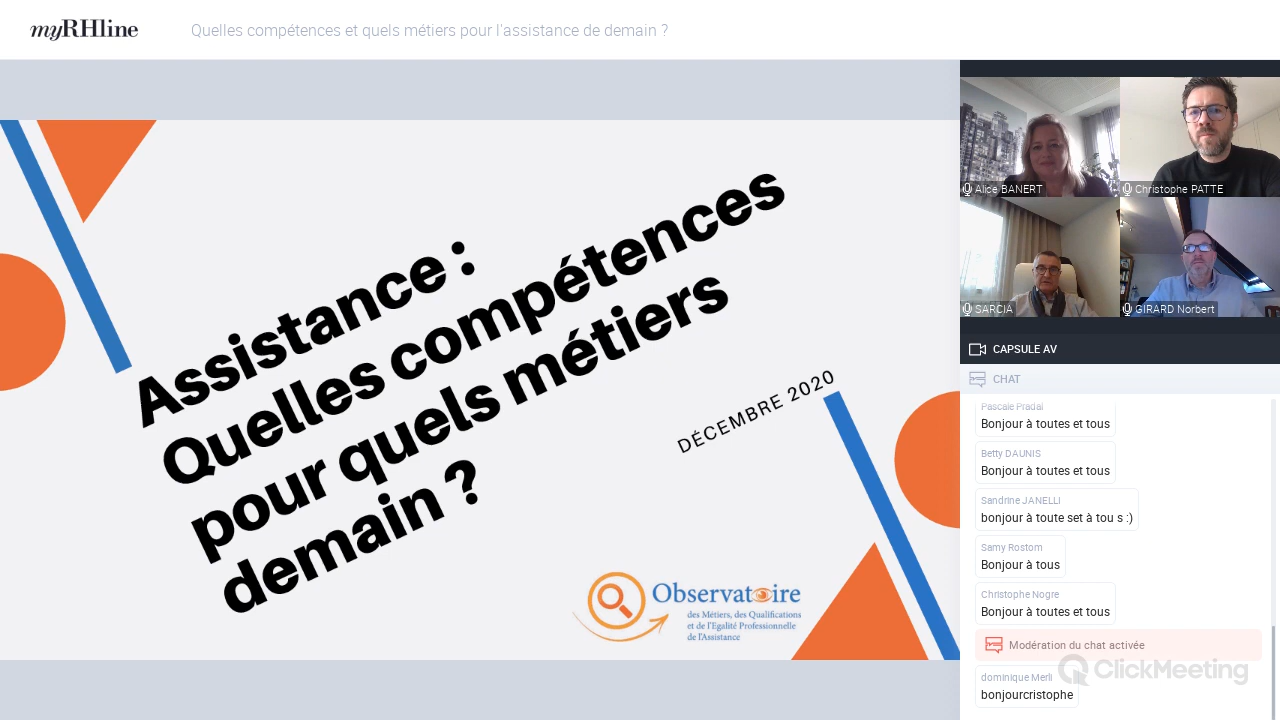 myRHline
Quelles compétences et quels métiers pour l'assistance de demain ?
Assistance :
Quelles compétences
pour quels métiers
demain ?
DÉCEMBRE 2020
Observatoire
des Métiers, des Qualifications
et de l'Egalité Professionnelle
de l'Assistance
Alice BANERT
Christophe PATTE
SARCIA
GIRARD Norbert
CAPSULE AV
CHAT
Pascale Pradal
Bonjour à toutes et tous
Betty DAUNIS
Bonjour à toutes et tous
Sandrine JANELLI
bonjour à toute set à tou s :)
Samy Rostom
Bonjour à tous
Christophe Nogre
Bonjour à toutes et tous
Modération du chat activée
dominique Merli
bonjourcristophe
ClickMeeting